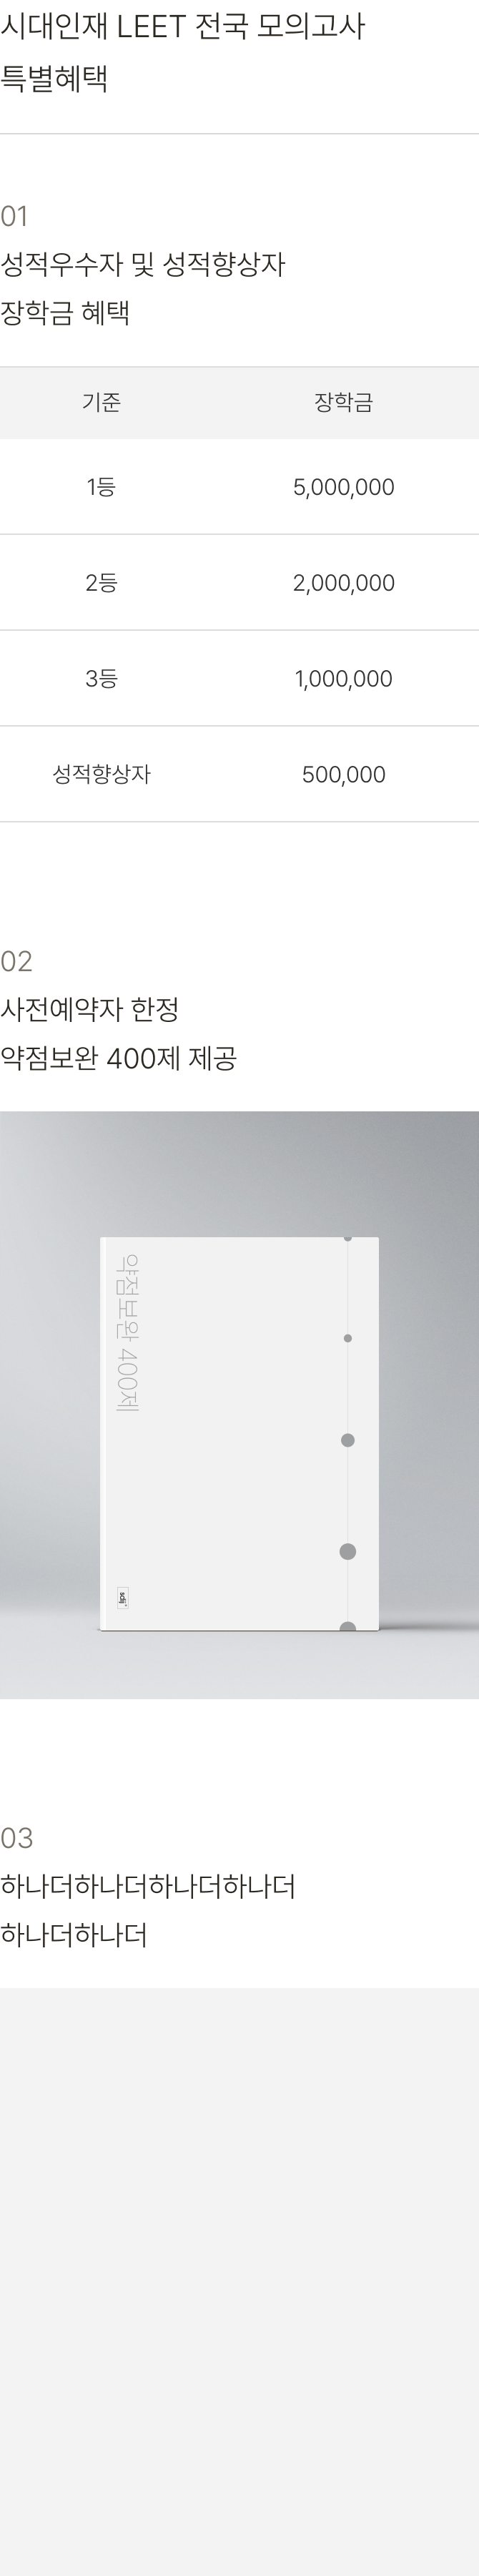 시대인재 LEET 전국 모의고사
특별혜택
01
성적우수자 및 성적향상자
장학금 혜택
기준 장학금
1등 5,000,000
2등 2,000,000
3등 1,000,000
성적향상자 500,000
02
사전예약자 한정
약점보완 400제 제공
약점보완 400제
sdij
03
하나더하나더하나더하나더
하나더하나더